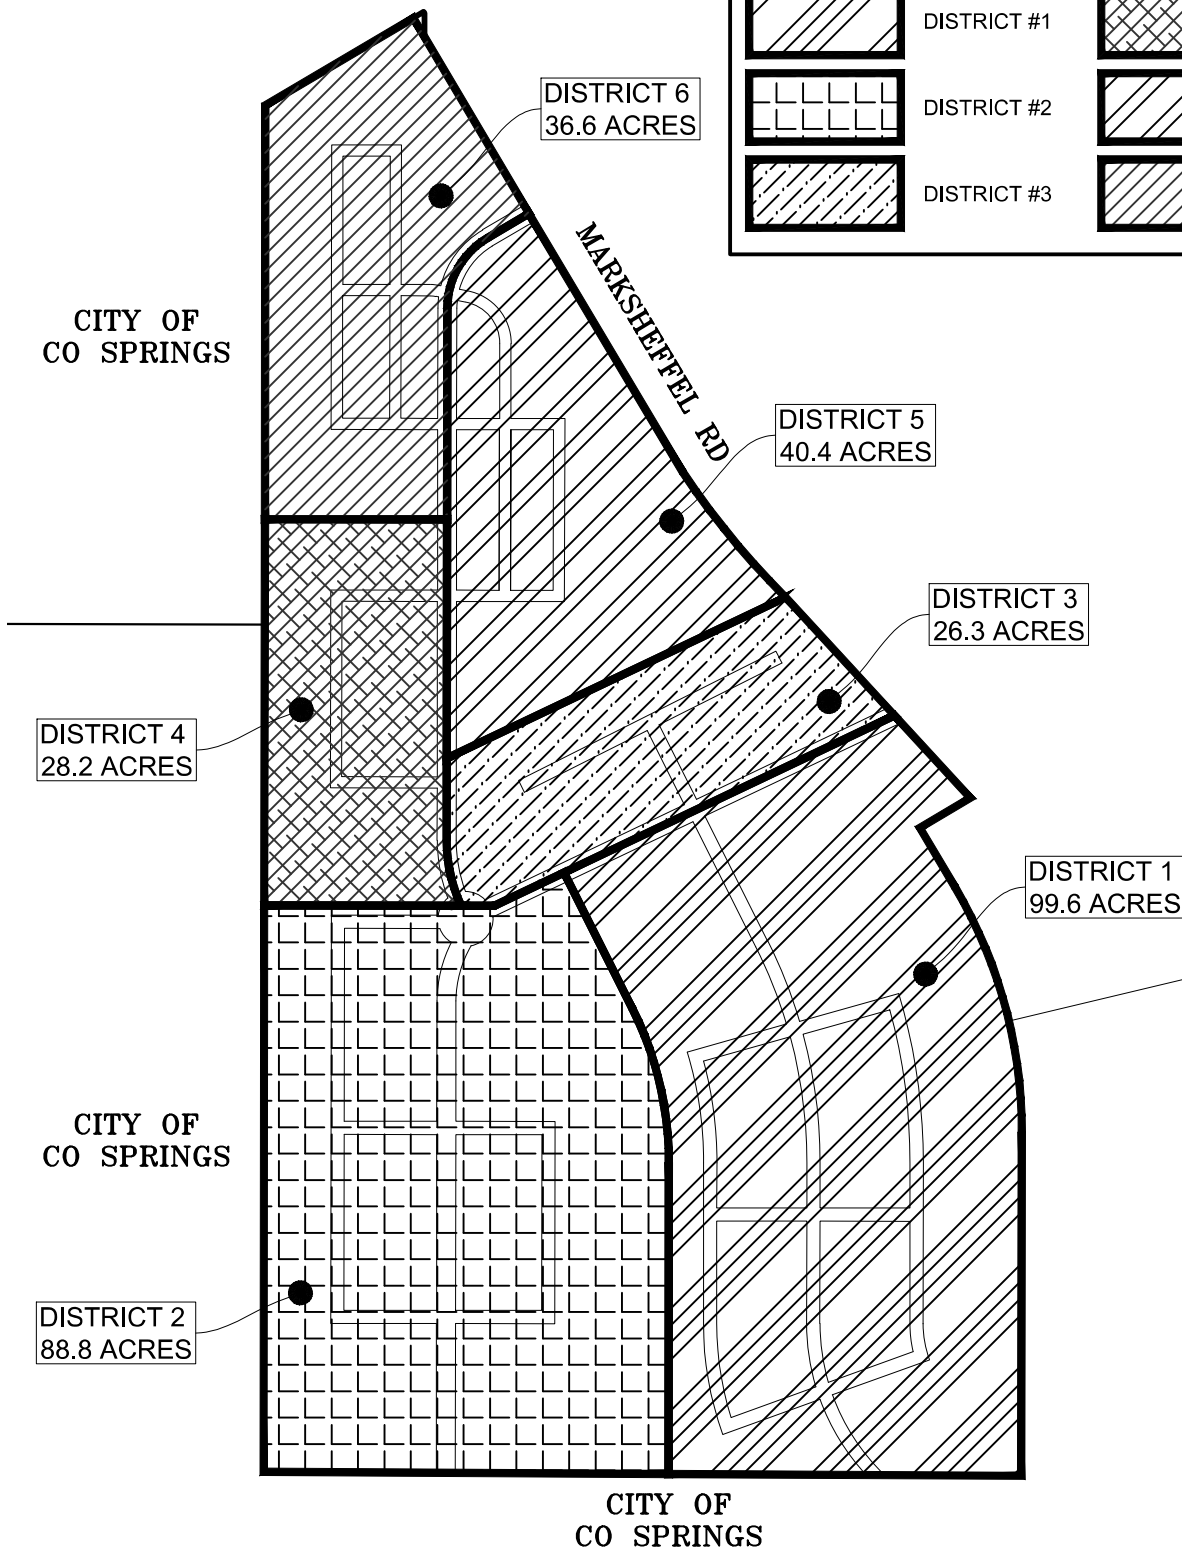 DISTRICT #1
DISTRICT #2
DISTRICT #3
DISTRICT 6
36.6 ACRES
MARKSHEFFEL RD
CITY OF
CO SPRINGS
DISTRICT 5
40.4 ACRES
DISTRICT 3
26.3 ACRES
DISTRICT 4
28.2 ACRES
DISTRICT 1
99.6 ACRES
CITY OF
CO SPRINGS
DISTRICT 2
88.8 ACRES
CITY OF
CO SPRINGS